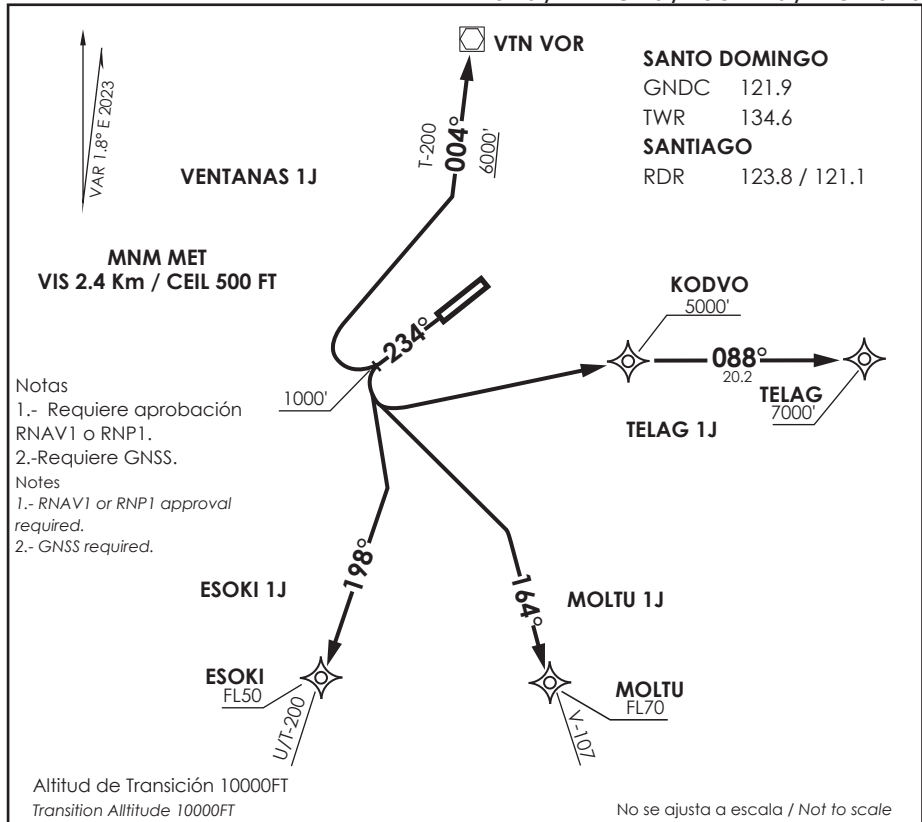 VTN VOR
SANTO DOMINGO
GNDC 121.9
TWR 134.6
SANTIAGO
RDR 123.8 / 121.1
VAR 1.8° E 2023
T-200
004°
6000'
VENTANAS 1J
MNM MET
VIS 2.4 Km / CEIL 500 FT
234°
1000'
KODVO
5000'
088°
20.2
TELAG
7000'
TELAG 1J
Notas
1.- Requiere aprobación
RNAV1 o RNP1.
2.-Requiere GNSS.
Notes
1.- RNAV1 or RNP1 approval
required.
2.- GNSS required.
198°
ESOKI 1J
164°
MOLTU 1J
ESOKI
FL50
U/T-200
MOLTU
FL70
V-107
Altitud de Transición 10000FT
Transition Alltitude 10000FT
No se ajusta a escala / Not to scale